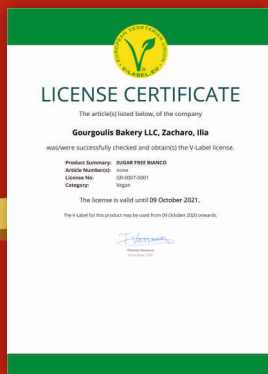 EUROPEAN VEGETARIAN UNION
V-LABEL.EU
LICENSE CERTIFICATE
The article(s) listed below, of the company
Gourgoulis Bakery LLC, Zacharo, Ilia
was/were successfully checked and obtain(s) the V-Label license.
Product Summary: SUGAR FREE BIANCO
Article Number(s): none
License No: GR-0007-0001
Category: Vegan
The license is valid until 09 October 2021.
The V-Label for this product may be used from 09 October 2020 onwards.